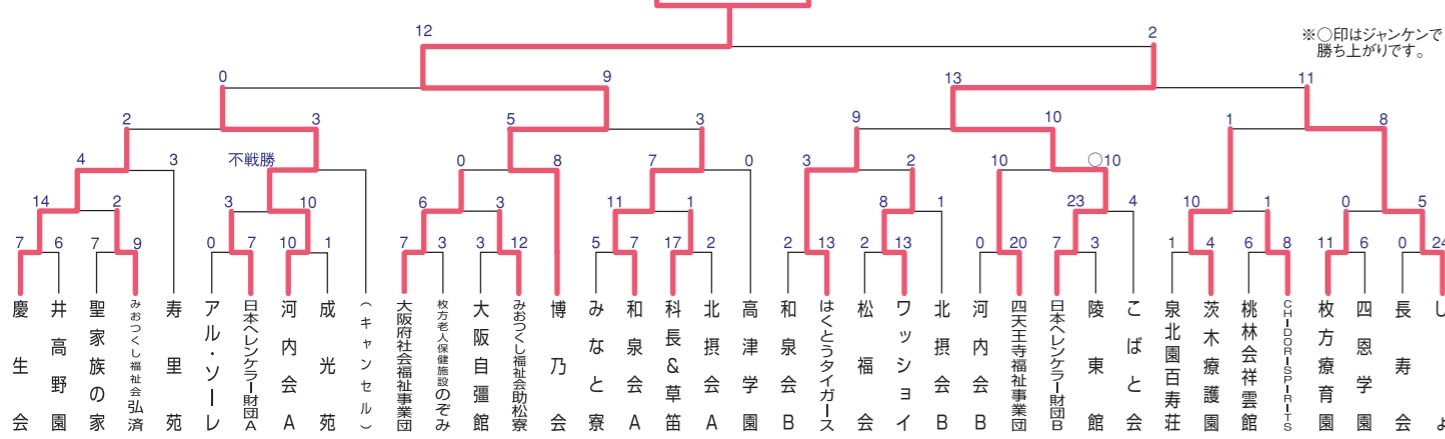 12
2
※○印はジャンケンで
勝ち上がりです。
0
9
13
11
2
3
5
3
9
10
1
8
4
3
不戦勝
0
8
7
0
3
2
10
○10
14
2
3
10
6
3
11
1
8
1
23
4
10
1
0
5
7
6
7
9
0
7
10
1
7
3
3
12
5
7
17
2
2
13
2
13
0
20
7
3
1
4
6
8
11
6
0
24
慶生会
井高野園
聖家族の家
みおつくし福祉会弘済
寿里苑
アル・ソーレ
日本ヘレンケラー財団A
河内会A
成光苑
(キャンセル)
大阪府社会福祉事業団
枚方老人保健施設のぞみ
大阪自彊館
みおつくし福祉会助松寮
博乃会
みなと寮
和泉会A
科長&草笛
北摂会A
高津学園
和泉会B
はくとうタイガース
松福会
ワッショイ
北摂会B
河内会B
四天王寺福祉事業団
日本ヘレンケラー財団B
陵東館
こばと会
泉北園百寿荘
茨木療護園
桃林会祥雲館
CHIDORISPIRITS
枚方療育園
四恩学園
長寿会